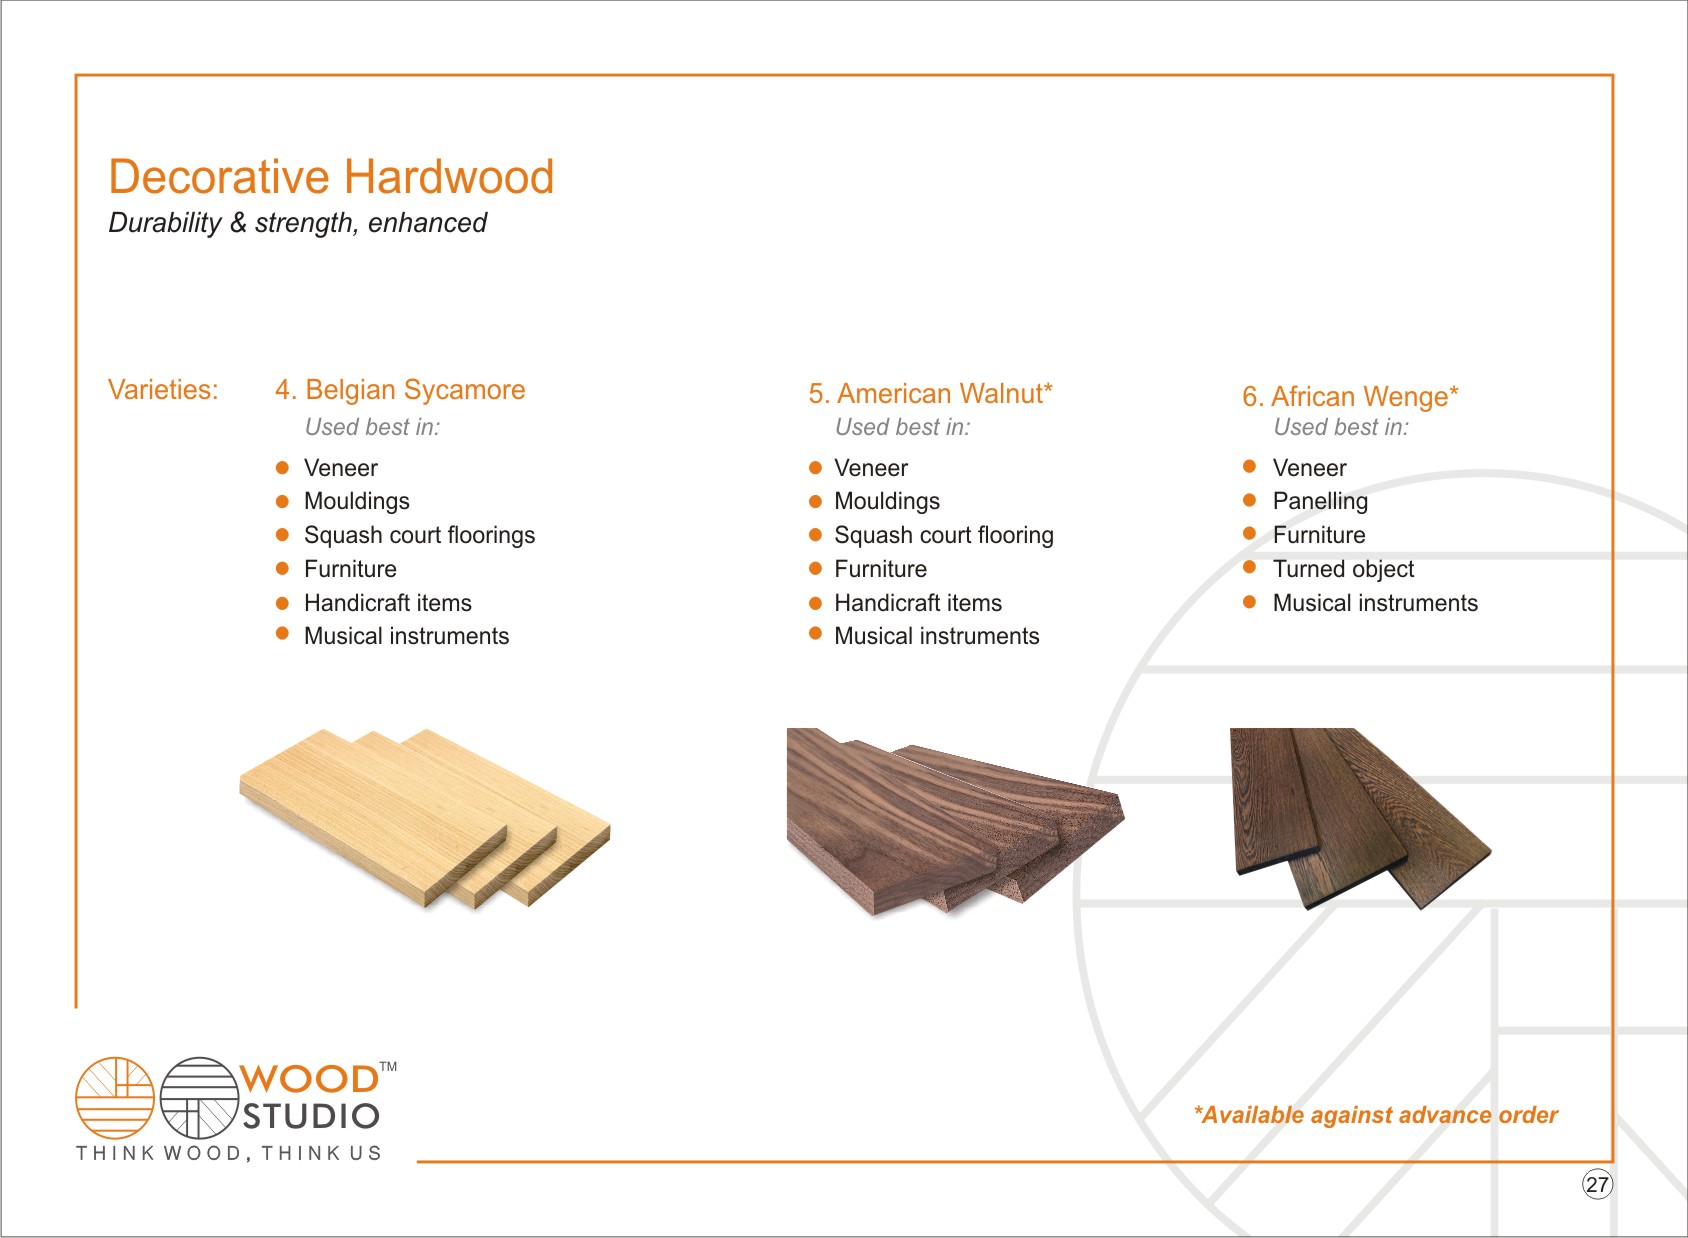 Decorative Hardwood
Durability & strength, enhanced
Varieties:
4. Belgian Sycamore
Used best in:
Veneer
Mouldings
Squash court floorings
Furniture
Handicraft items
Musical instruments
5. American Walnut*
Used best in:
Veneer
Mouldings
Squash court flooring
Furniture
Handicraft items
Musical instruments
6. African Wenge*
Used best in:
Veneer
Panelling
Furniture
Turned object
Musical instruments
WOOD™
STUDIO
THINK WOOD, THINK US
*Available against advance order
27